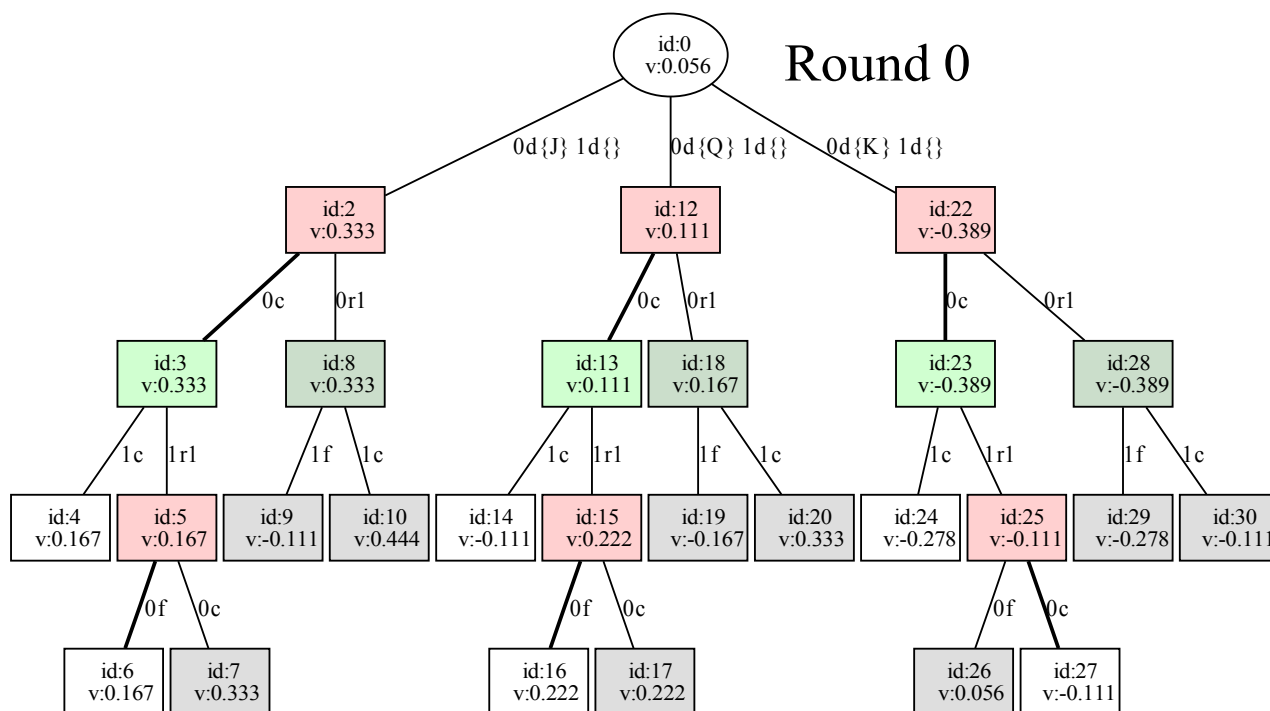 id:0
v:0.056
Round 0
0d{J} 1d{}
0d{Q} 1d{}
0d{K} 1d{}
id:2
v:0.333
id:12
v:0.111
id:22
v:-0.389
0c
0r1
0c
0r1
0c
0r1
id:3
v:0.333
id:8
v:0.333
id:13
v:0.111
id:18
v:0.167
id:23
v:-0.389
id:28
v:-0.389
1c
1r1
1f
1c
1c
1r1
1f
1c
1c
1r1
1f
1c
id:4
v:0.167
id:5
v:0.167
id:9
v:-0.111
id:10
v:0.444
id:14
v:-0.111
id:15
v:0.222
id:19
v:-0.167
id:20
v:0.333
id:24
v:-0.278
id:25
v:-0.111
id:29
v:-0.278
id:30
v:-0.111
0f
0c
0f
0c
0f
0c
id:6
v:0.167
id:7
v:0.333
id:16
v:0.222
id:17
v:0.222
id:26
v:0.056
id:27
v:-0.111